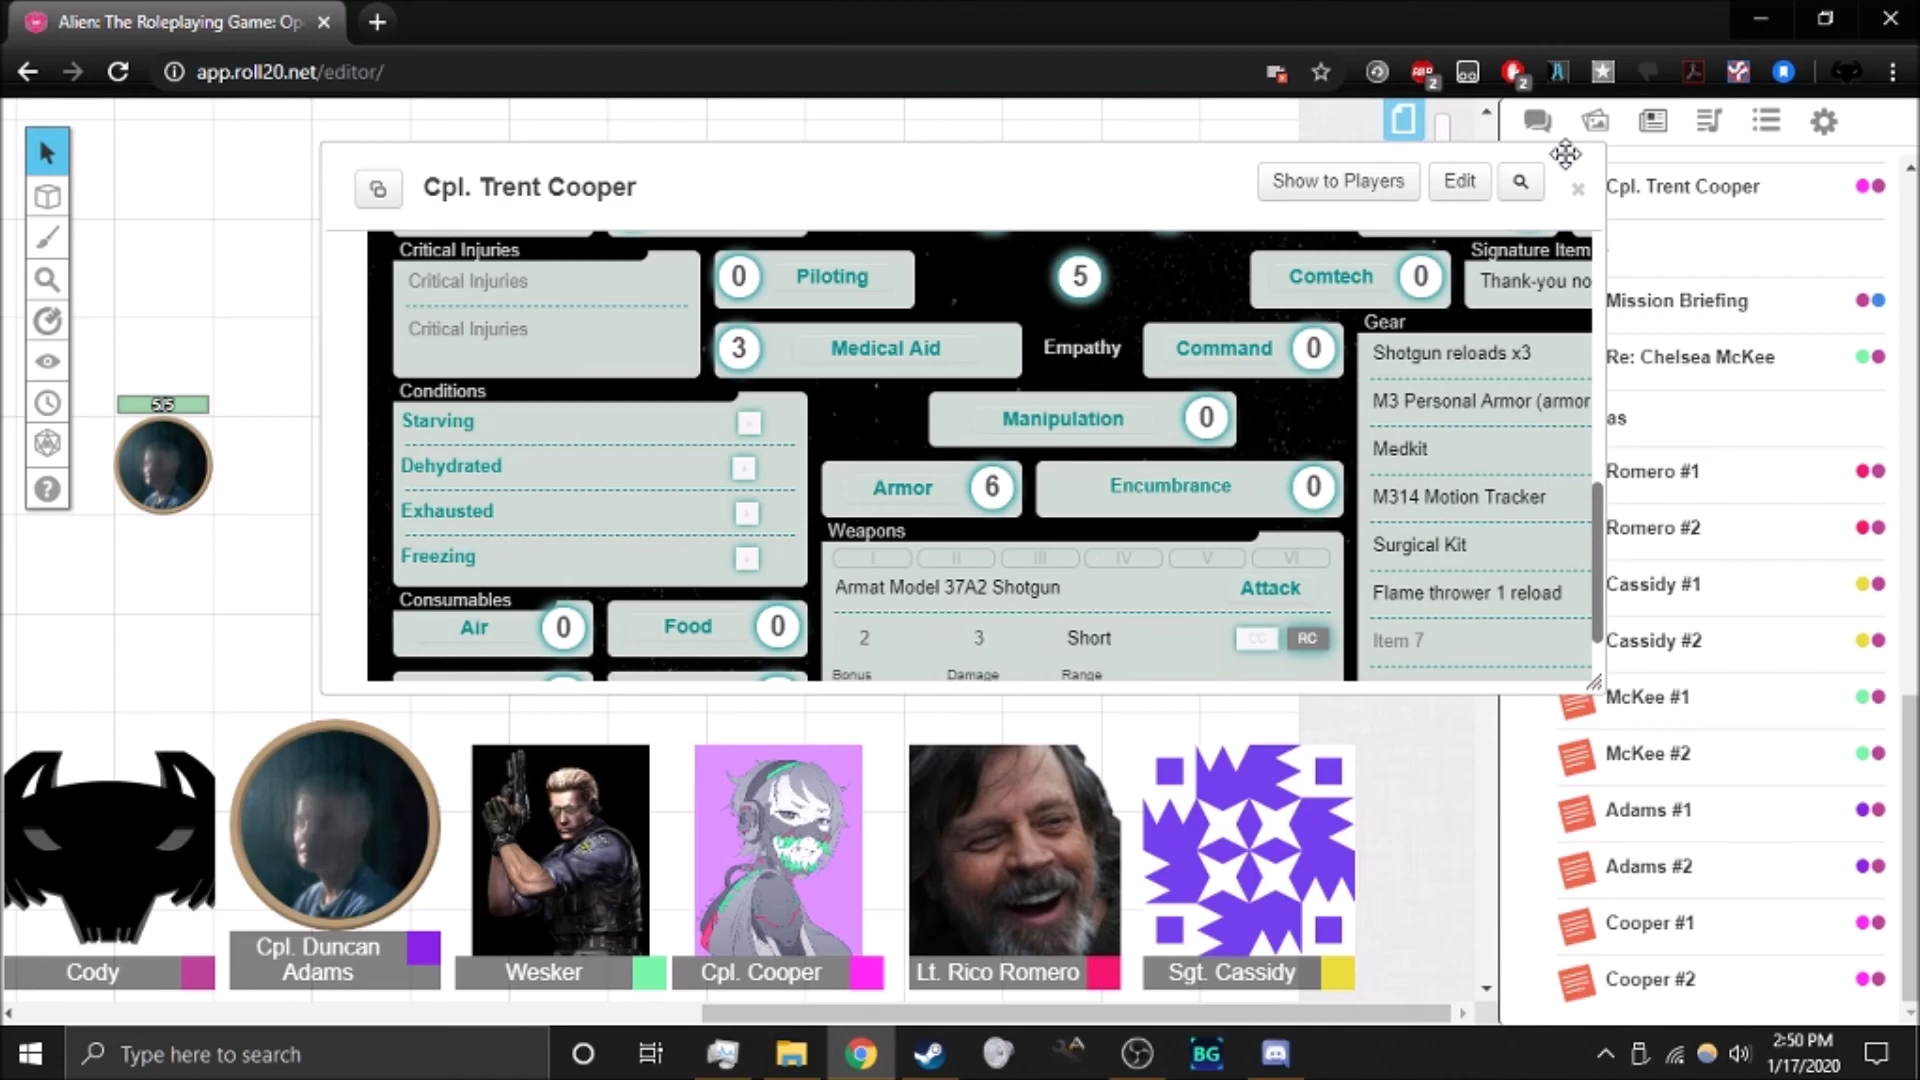 Alien: The Roleplaying Game: Op
app.roll20.net/editor/
2
2
Cpl. Trent Cooper
Show to Players
Edit
Critical Injuries
Critical Injuries
Critical Injuries
0 Piloting
5
Comtech 0
Signature Item
Thank-you no
3 Medical Aid
Empathy
Command 0
Manipulation 0
Gear
Shotgun reloads x3
M3 Personal Armor (armor
Medkit
M314 Motion Tracker
Surgical Kit
Flame thrower 1 reload
Item 7
Conditions
Starving
Dehydrated
Exhausted
Freezing
Armor 6
Encumbrance 0
Weapons
I II III IV V VI
Armat Model 37A2 Shotgun
Attack
2 3 Short
CC RC
Bonus Damage Range
Consumables
Air 0
Food 0
5/5
Cpl. Trent Cooper
Mission Briefing
Re: Chelsea McKee
as
Romero #1
Romero #2
Cassidy #1
Cassidy #2
McKee #1
McKee #2
Adams #1
Adams #2
Cooper #1
Cooper #2
Cody
Cpl. Duncan
Adams
Wesker
Cpl. Cooper
Lt. Rico Romero
Sgt. Cassidy
Type here to search
BG
2:50 PM
1/17/2020